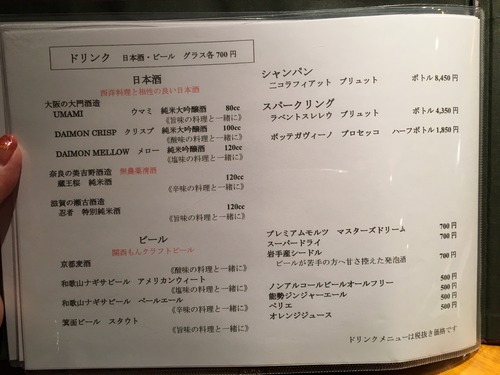 ドリンク 日本酒・ビール グラス各 700 円
日本酒
西洋料理と相性の良い日本酒
大阪の大門酒造
UMAMI ウマミ 純米大吟醸酒 80cc
《旨味の料理と一緒に》
DAIMON CRISP クリスプ 純米大吟醸酒 100cc
《酸味の料理と一緒に》
DAIMON MELLOW メロー 純米吟醸酒 120cc
《塩味の料理と一緒に》
奈良の美吉野酒造 無農薬清酒 120cc
蔵王桜 純米酒
《辛味の料理と一緒に》
滋賀の瀬古酒造 120cc
忍者 特別純米酒
《旨味の料理と一緒に》
ビール
関西もんクラフトビール
京都麦酒
《酸味の料理と一緒に》
和歌山ナギサビール アメリカンウィート
《塩味の料理と一緒に》
和歌山ナギサビール ペールエール
《辛味の料理と一緒に》
箕面ビール スタウト
《旨味の料理と一緒に》
シャンパン
ニコラフィアット ブリュット ボトル 8,450 円
スパークリング
ラベントスレウレ ブリュット ボトル 4,350 円
ボッテガヴィーノ プロセッコ ハーフボトル 1,850 円
プレミアムモルツ マスターズドリーム 700 円
スーパードライ 700 円
岩手産シードル
ビールが苦手の方へ甘さ控えた発泡酒 700 円
ノンアルコールビールオールフリー 500 円
能勢ジンジャーエール 500 円
ペリエ 500 円
オレンジジュース 500 円
ドリンクメニューは税抜き価格です